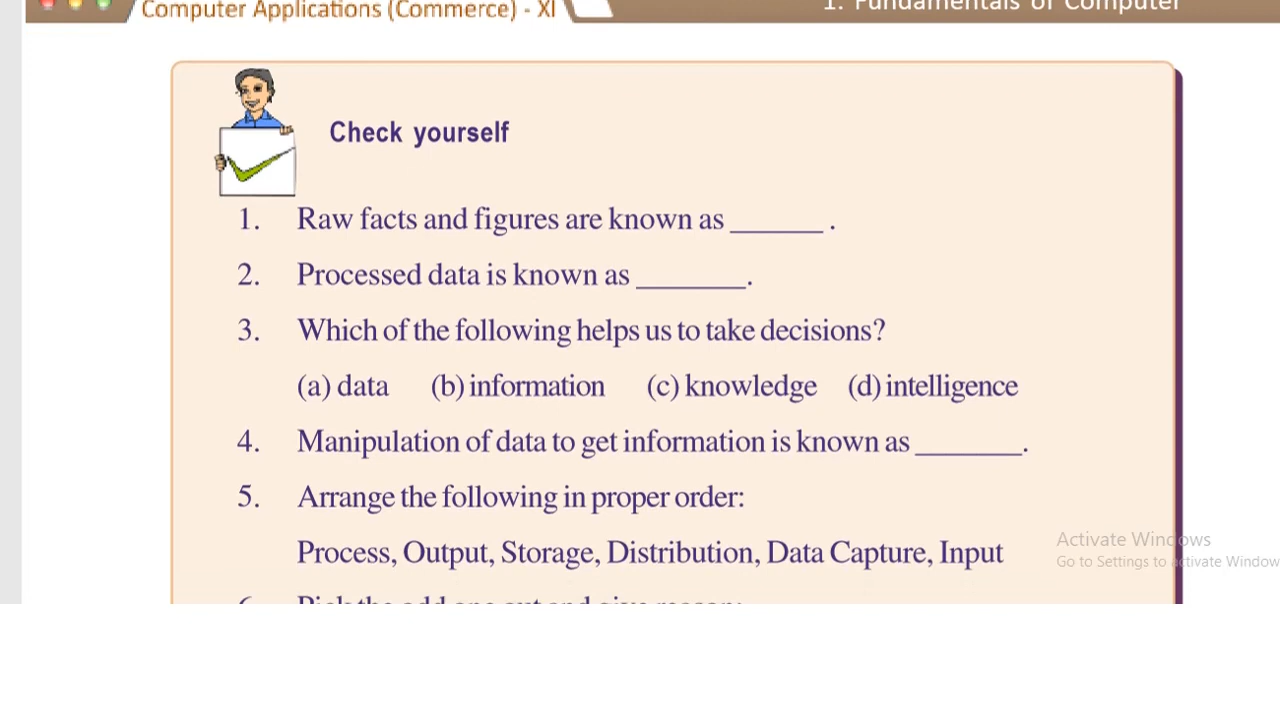 Computer Applications (Commerce) - XI
1. Fundamentals of Computer
Check yourself
1. Raw facts and figures are known as ______ .
2. Processed data is known as _______.
3. Which of the following helps us to take decisions?
(a) data (b) information (c) knowledge (d) intelligence
4. Manipulation of data to get information is known as _______.
5. Arrange the following in proper order:
Process, Output, Storage, Distribution, Data Capture, Input
Activate Windows
Go to Settings to activate Window